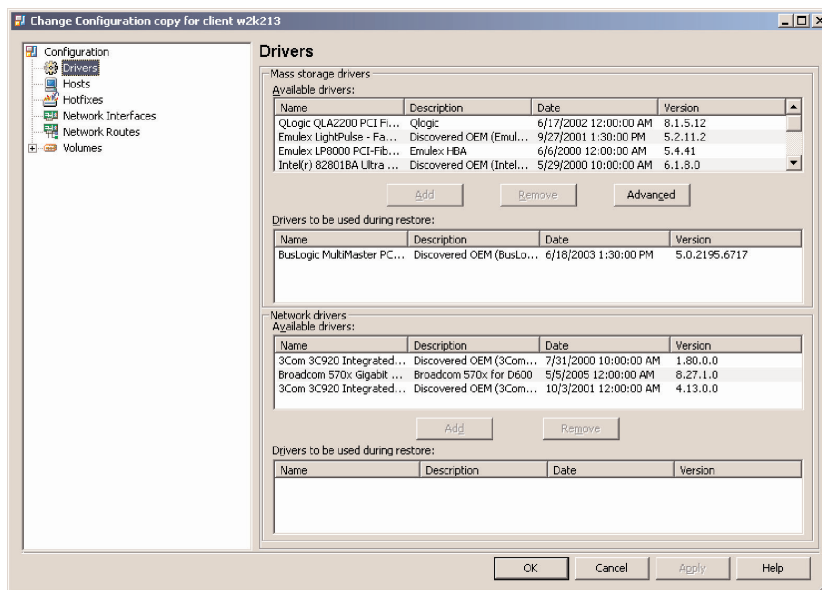 Change Configuration copy for client w2k213
Configuration
Drivers
Hosts
Hotfixes
Network Interfaces
Network Routes
Volumes
Drivers
Mass storage drivers
Available drivers:
Name Description Date Version
QLogic QLA2200 PCI Fi... Qlogic 6/17/2002 12:00:00 AM 8.1.5.12
Emulex LightPulse - Fa... Discovered OEM (Emul... 9/27/2001 1:30:00 PM 5.2.11.2
Emulex LP8000 PCI-Fib... Emulex HBA 6/6/2000 12:00:00 AM 5.4.41
Intel(r) 82801BA Ultra ... Discovered OEM (Intel... 5/29/2000 10:00:00 AM 6.1.8.0
Add Remove Advanced
Drivers to be used during restore:
Name Description Date Version
BusLogic MultiMaster PC... Discovered OEM (BusLo... 6/18/2003 1:30:00 PM 5.0.2195.6717
Network drivers
Available drivers:
Name Description Date Version
3Com 3C920 Integrated... Discovered OEM (3Com... 7/31/2000 10:00:00 AM 1.80.0.0
Broadcom 570x Gigabit ... Broadcom 570x for D600 5/5/2005 12:00:00 AM 8.27.1.0
3Com 3C920 Integrated... Discovered OEM (3Com... 10/3/2001 12:00:00 AM 4.13.0.0
Add Remove
Drivers to be used during restore:
Name Description Date Version
OK Cancel Apply Help